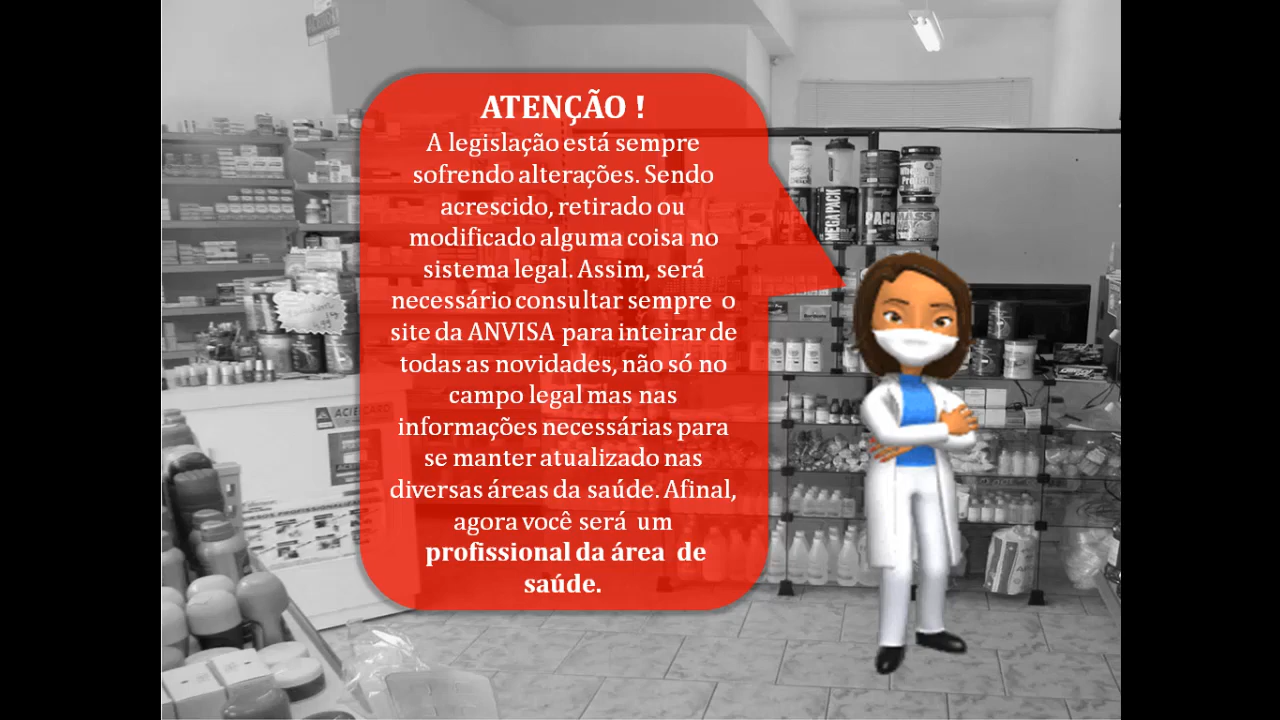 ATENÇÃO !
A legislação está sempre
sofrendo alterações. Sendo
acrescido, retirado ou
modificado alguma coisa no
sistema legal. Assim, será
necessário consultar sempre o
site da ANVISA para inteirar de
todas as novidades, não só no
campo legal mas nas
informações necessárias para
se manter atualizado nas
diversas áreas da saúde. Afinal,
agora você será um
profissional da área de
saúde.
MEGA PACK
PACK